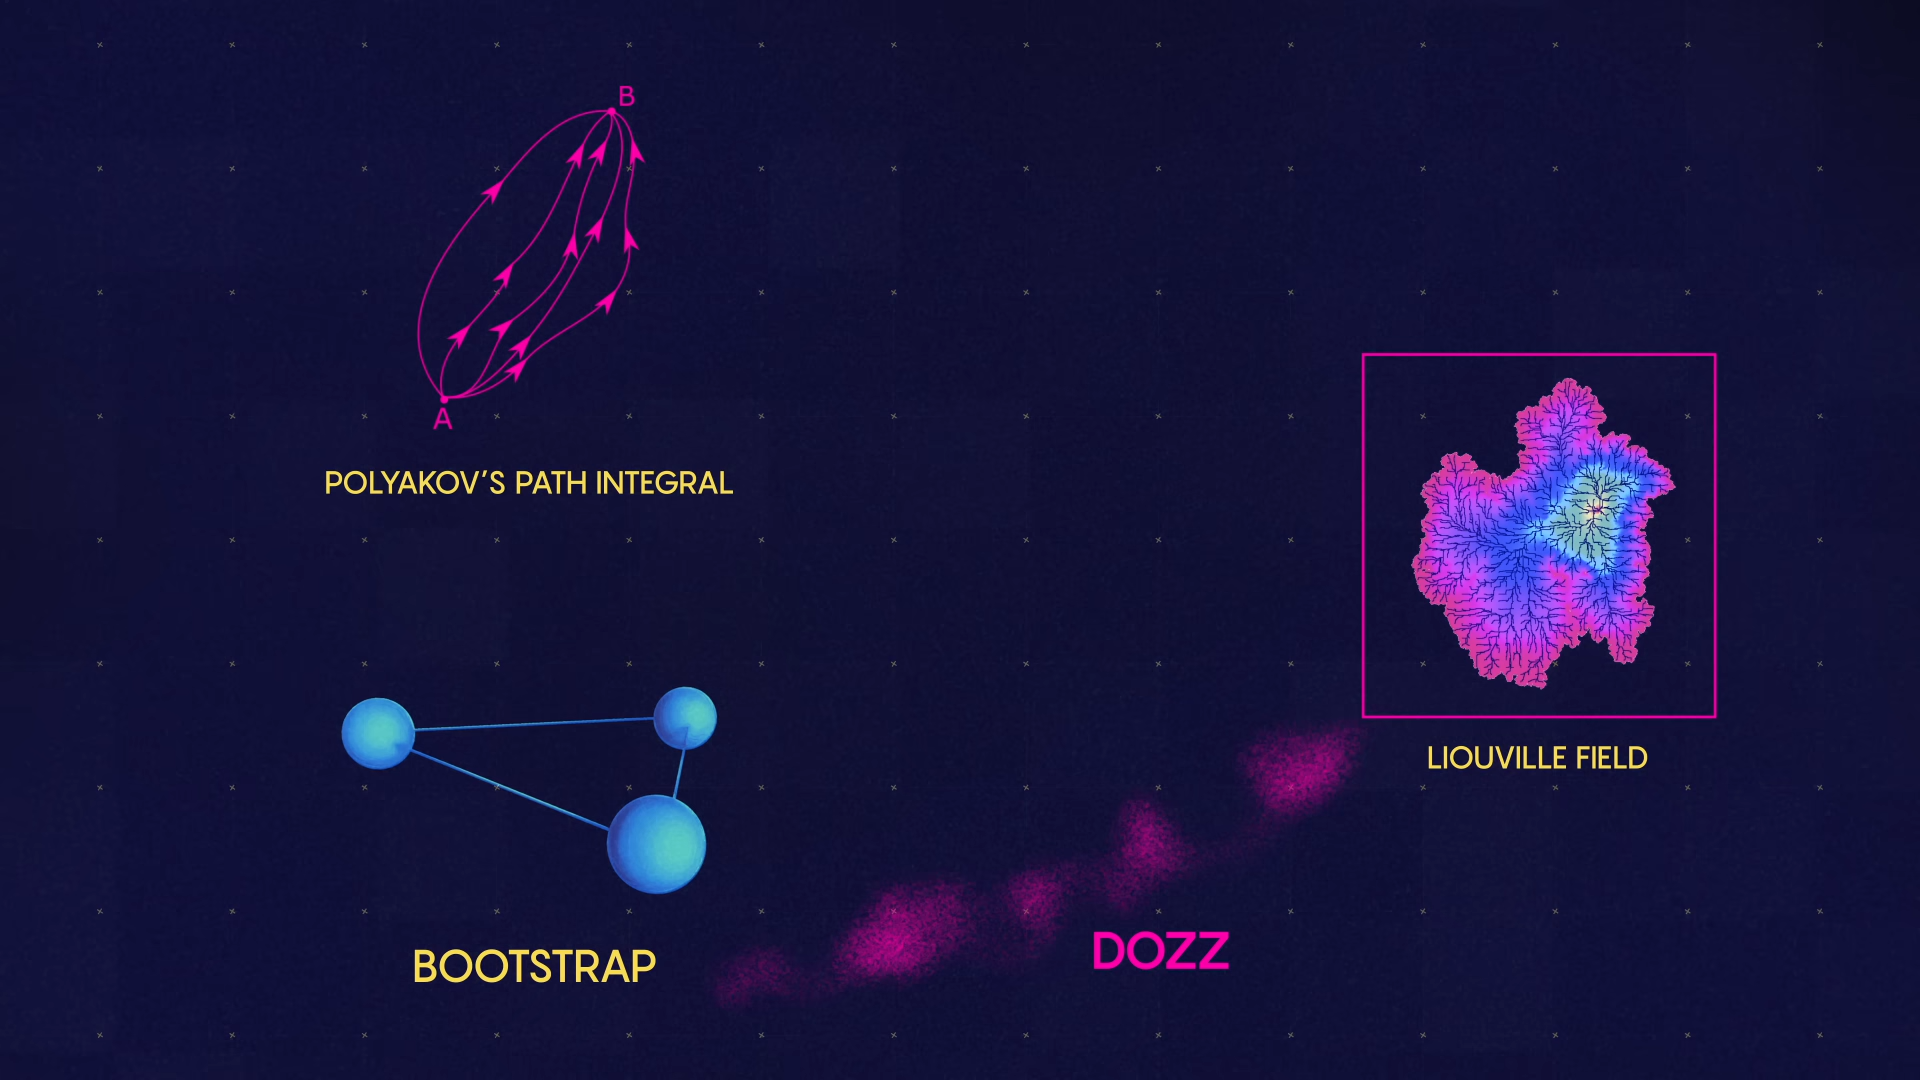 B
A
POLYAKOV’S PATH INTEGRAL
LIOUVILLE FIELD
BOOTSTRAP
DOZZ